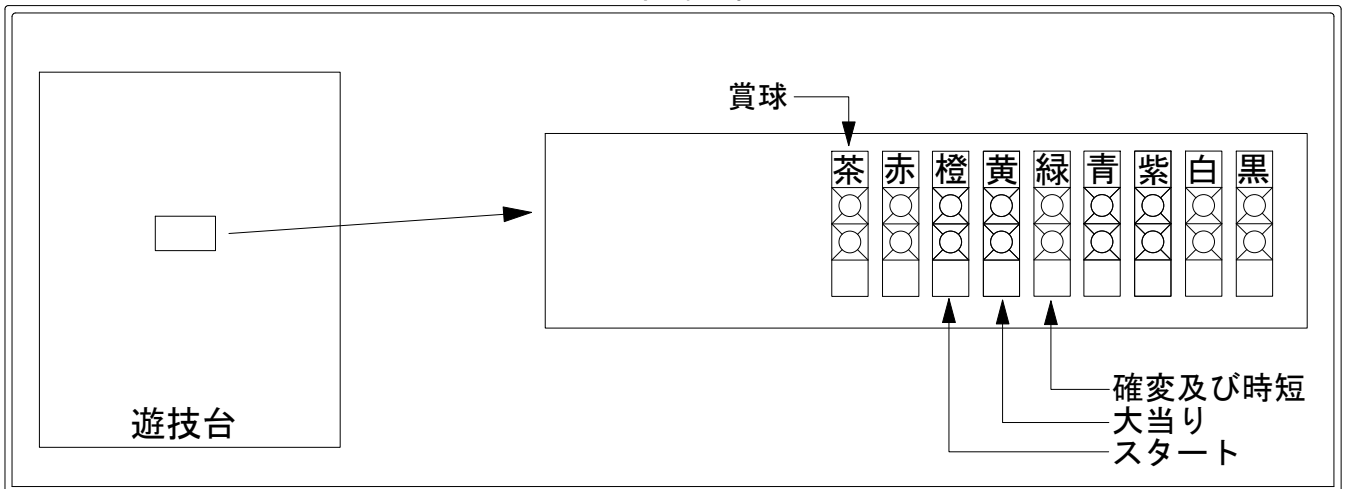 賞球
茶 赤 橙 黄 緑 青 紫 白 黒
確変及び時短
大当り
スタート
遊技台